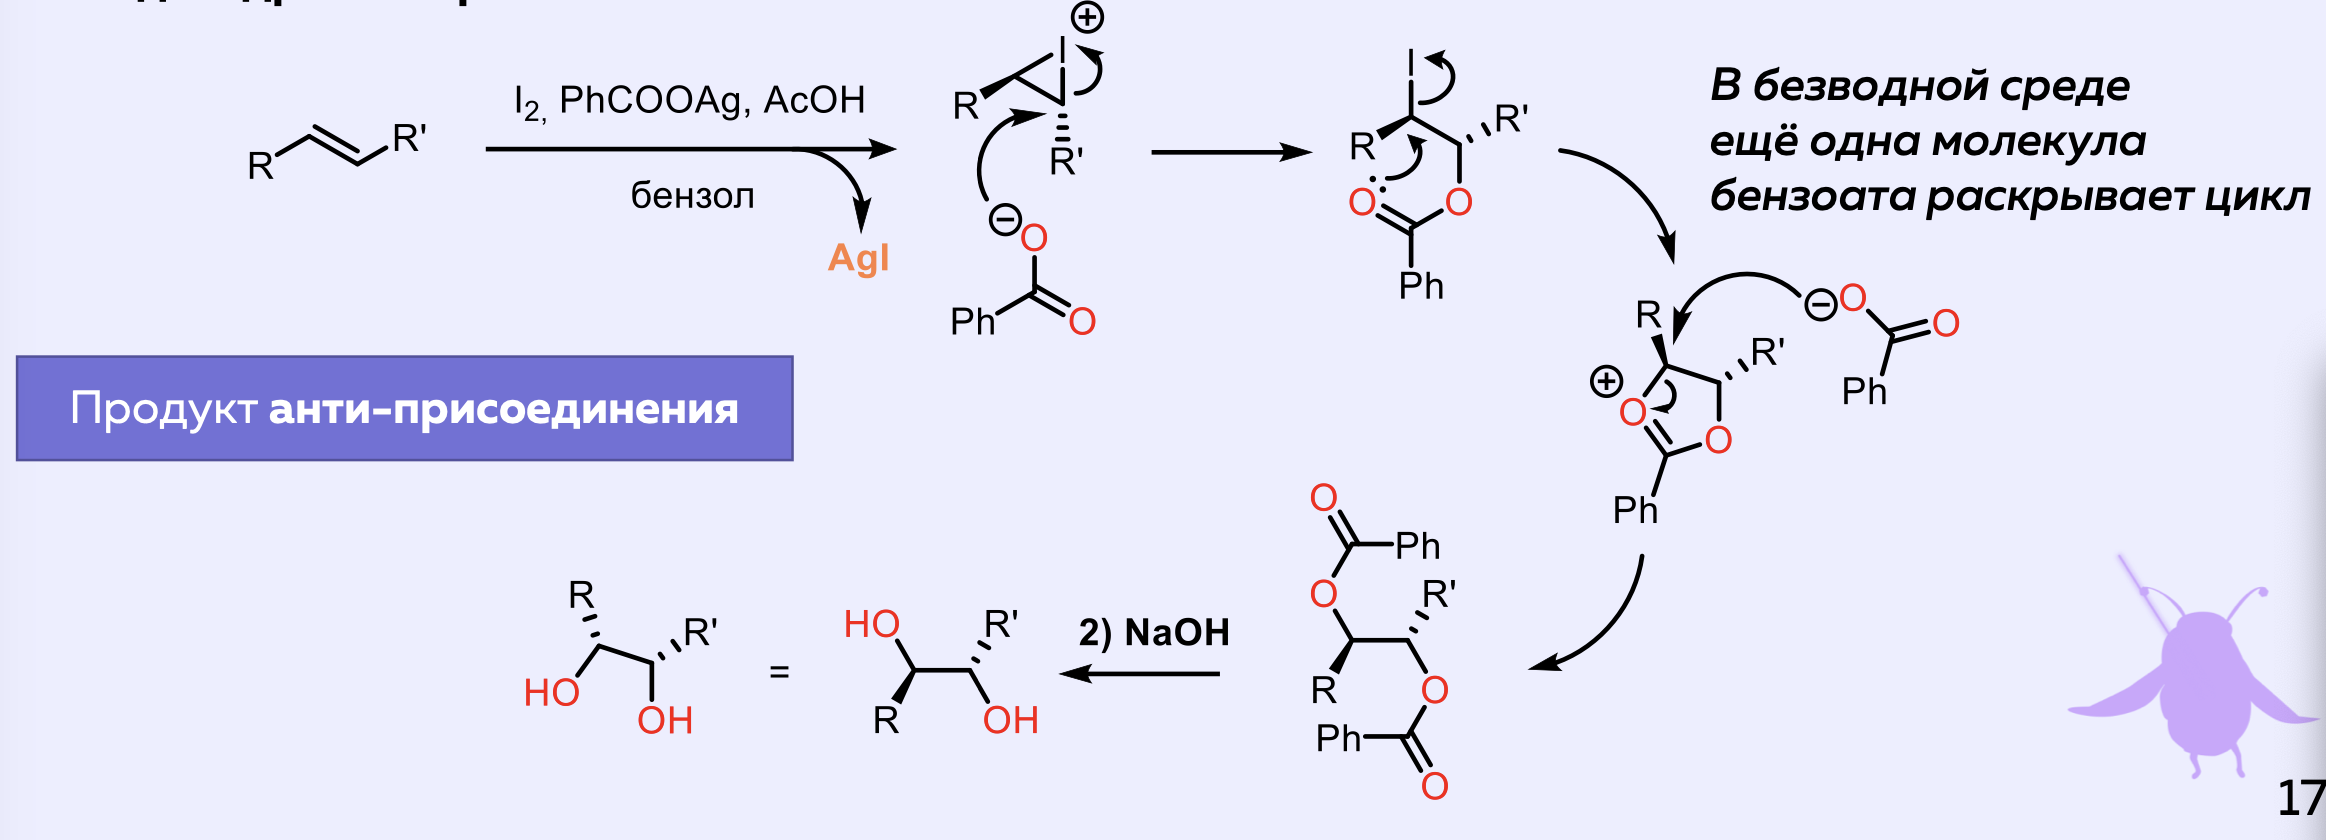 I2, PhCOOAg, AcOH
бензол
AgI
R
R'
I
⊕
R
R'
⊖
O
Ph
O
I
R
R'
O
O
Ph
В безводной среде
ещё одна молекула
бензоата раскрывает цикл
R
R'
⊕
O
O
Ph
⊖
O
O
Ph
Продукт анти-присоединения
O
Ph
O
R'
R
O
Ph
O
2) NaOH
HO
R'
R
OH
=
R
R'
HO
OH
17